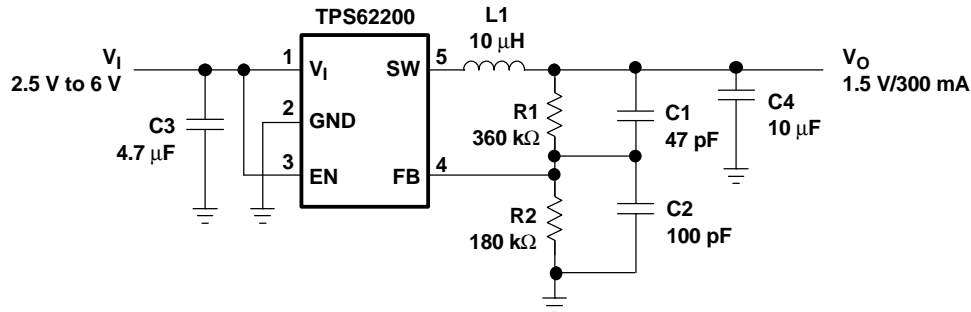 TPS62200
L1
10 μH
V_I
2.5 V to 6 V
1
V_I
SW
5
V_O
1.5 V/300 mA
C3
4.7 μF
2
GND
R1
360 kΩ
C1
47 pF
C4
10 μF
3
EN
FB
4
R2
180 kΩ
C2
100 pF